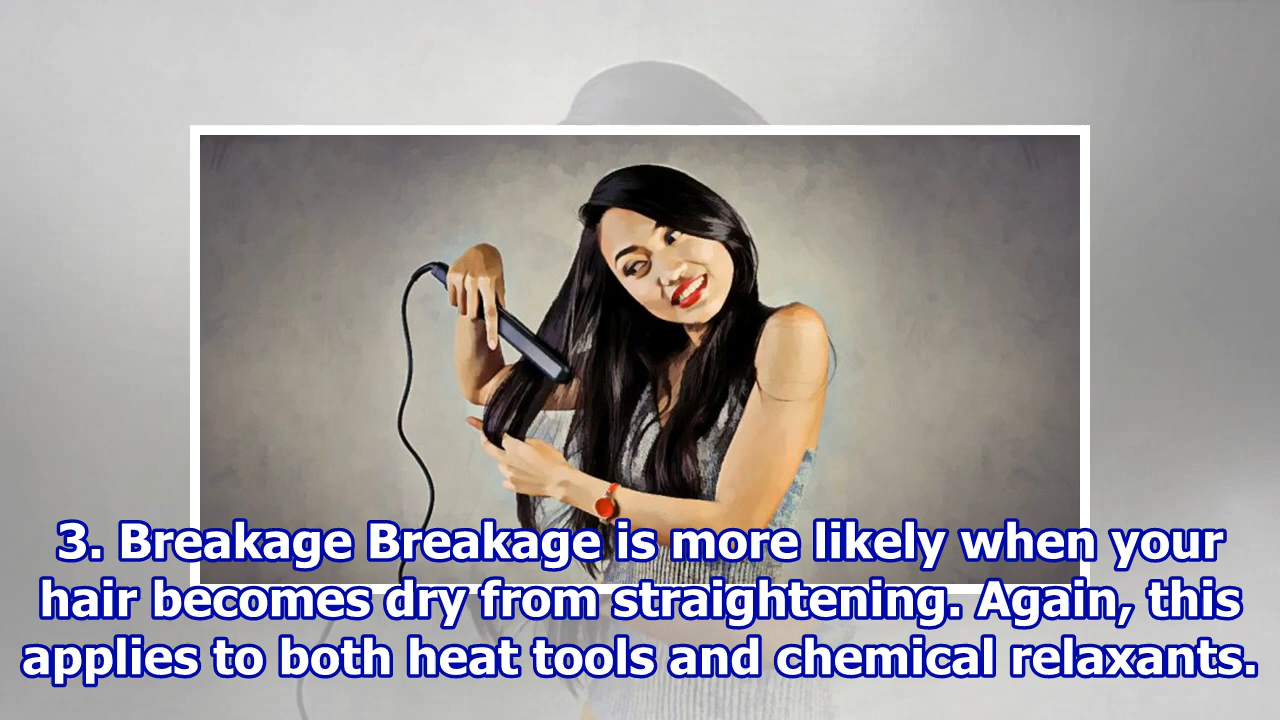 3. Breakage Breakage is more likely when your
hair becomes dry from straightening. Again, this
applies to both heat tools and chemical relaxants.